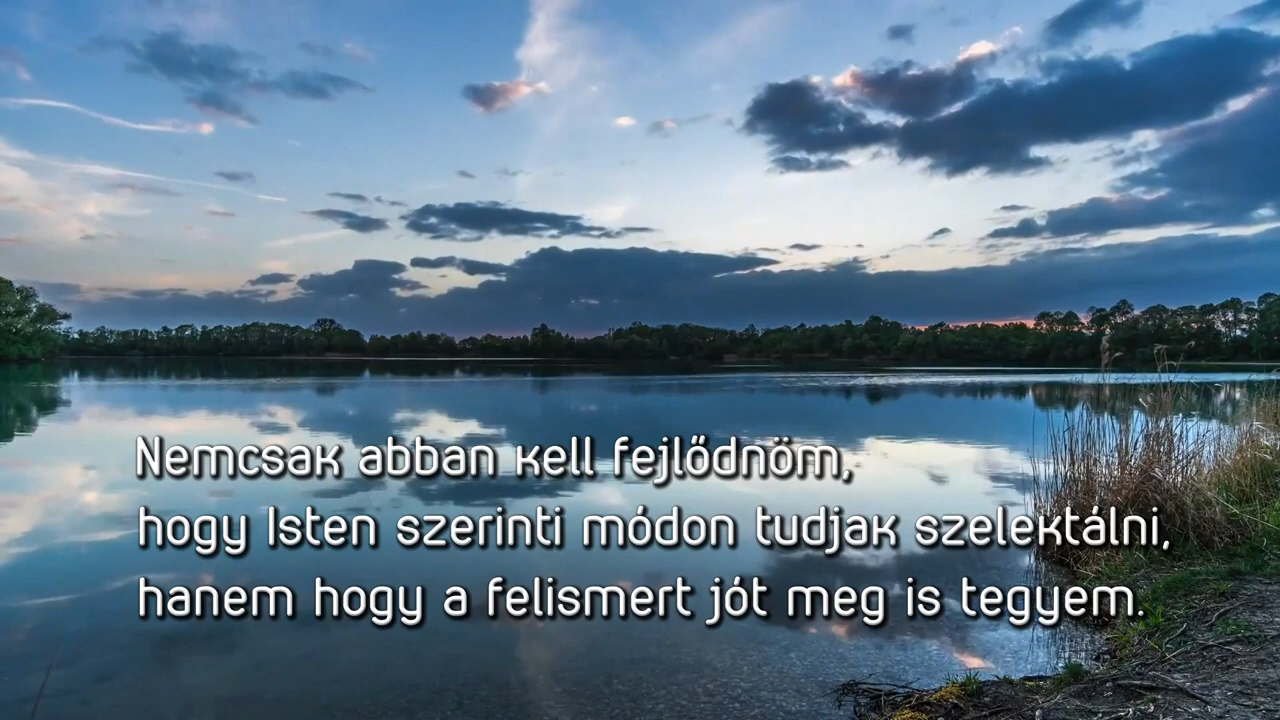 Nemcsak abban kell fejlődnöm,
hogy Isten szerinti módon tudjak szelektálni,
hanem hogy a felismert jót meg is tegyem.